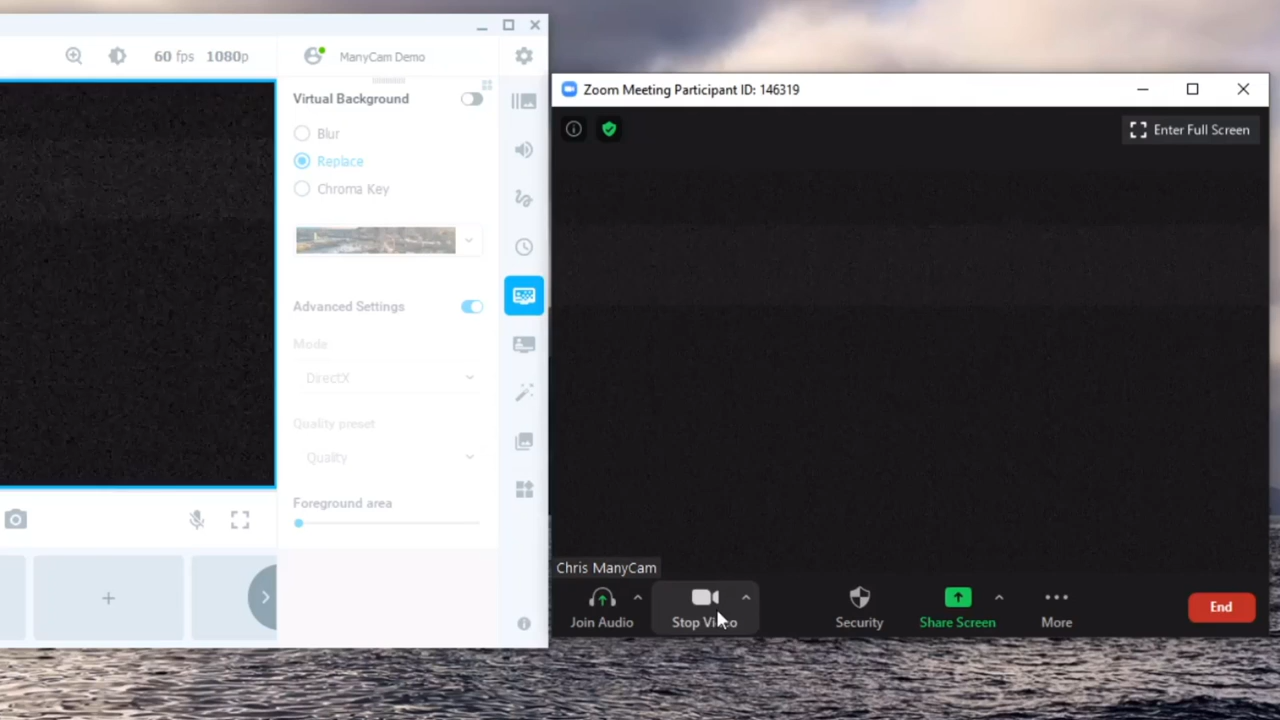 60 fps 1080p
ManyCam Demo
Virtual Background
Blur
Replace
Chroma Key
Advanced Settings
Mode
DirectX
Quality preset
Quality
Foreground area
Zoom Meeting Participant ID: 146319
Enter Full Screen
Chris ManyCam
Join Audio
Stop Video
Security
Share Screen
More
End